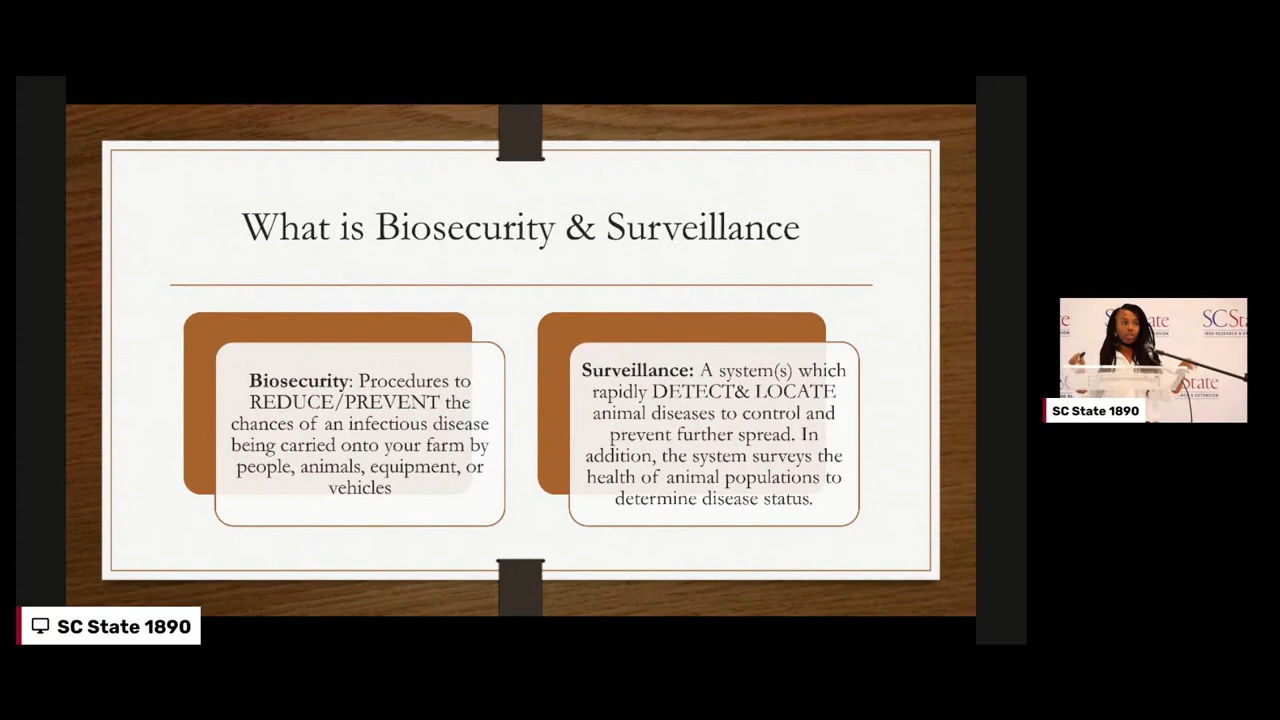 What is Biosecurity & Surveillance
Biosecurity: Procedures to
REDUCE/PREVENT the
chances of an infectious disease
being carried onto your farm by
people, animals, equipment, or
vehicles
Surveillance: A system(s) which
rapidly DETECT& LOCATE
animal diseases to control and
prevent further spread. In
addition, the system surveys the
health of animal populations to
determine disease status.
SC State 1890
SC State 1890